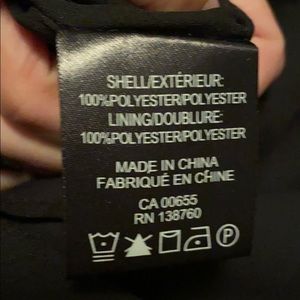 SHELL/EXTÉRIEUR:
100%POLYESTER/POLYESTER
LINING/DOUBLURE:
100%POLYESTER/POLYESTER
MADE IN CHINA
FABRIQUÉ EN CHINE
CA 00655
RN 138760
P